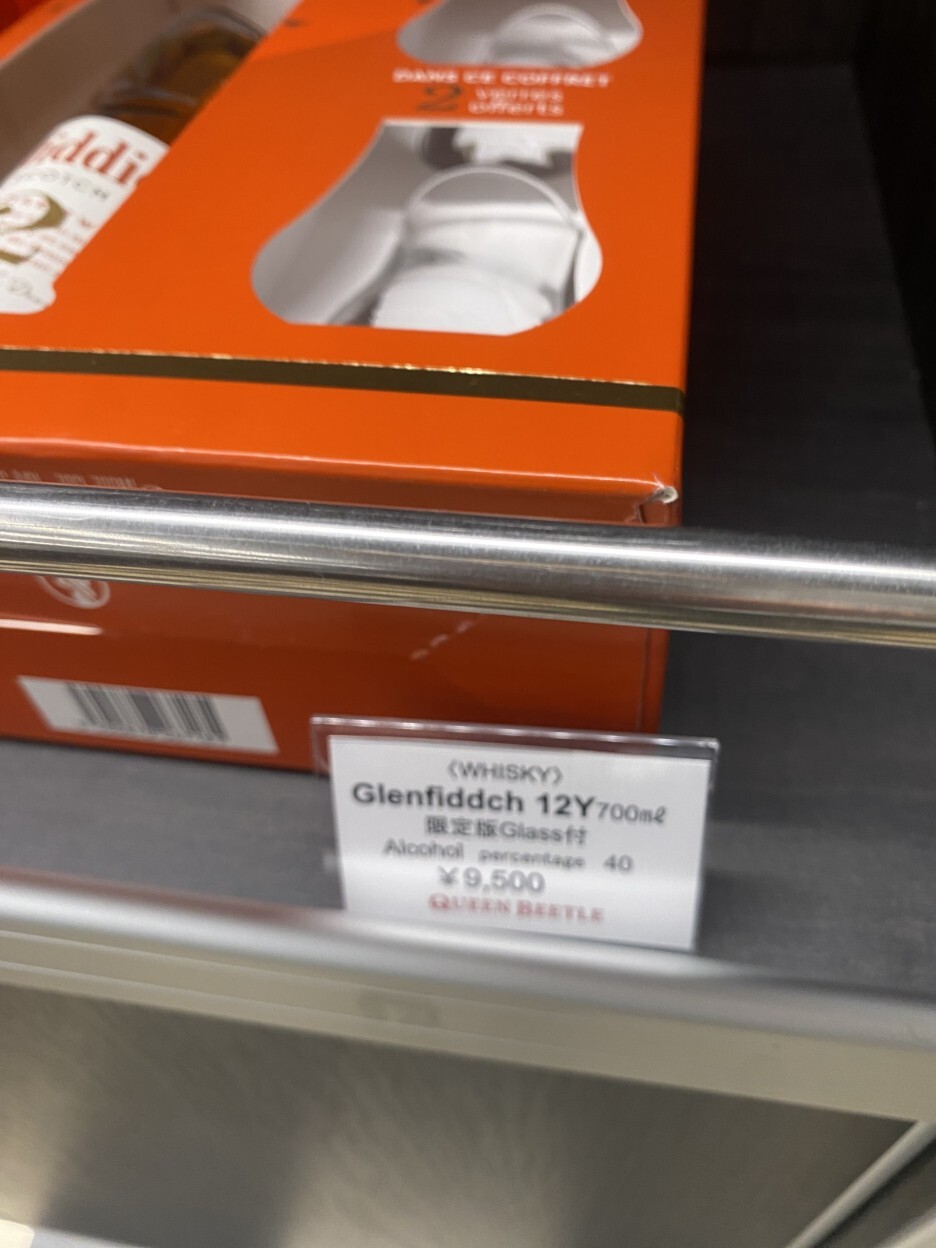 DANS CE COFFRET
2 verres
offerts
iddi
SCOTCH
〈WHISKY〉
Glenfiddch 12Y700㎖
限定版Glass付
Alcohol percentage 40
￥9,500
QUEEN BEETLE